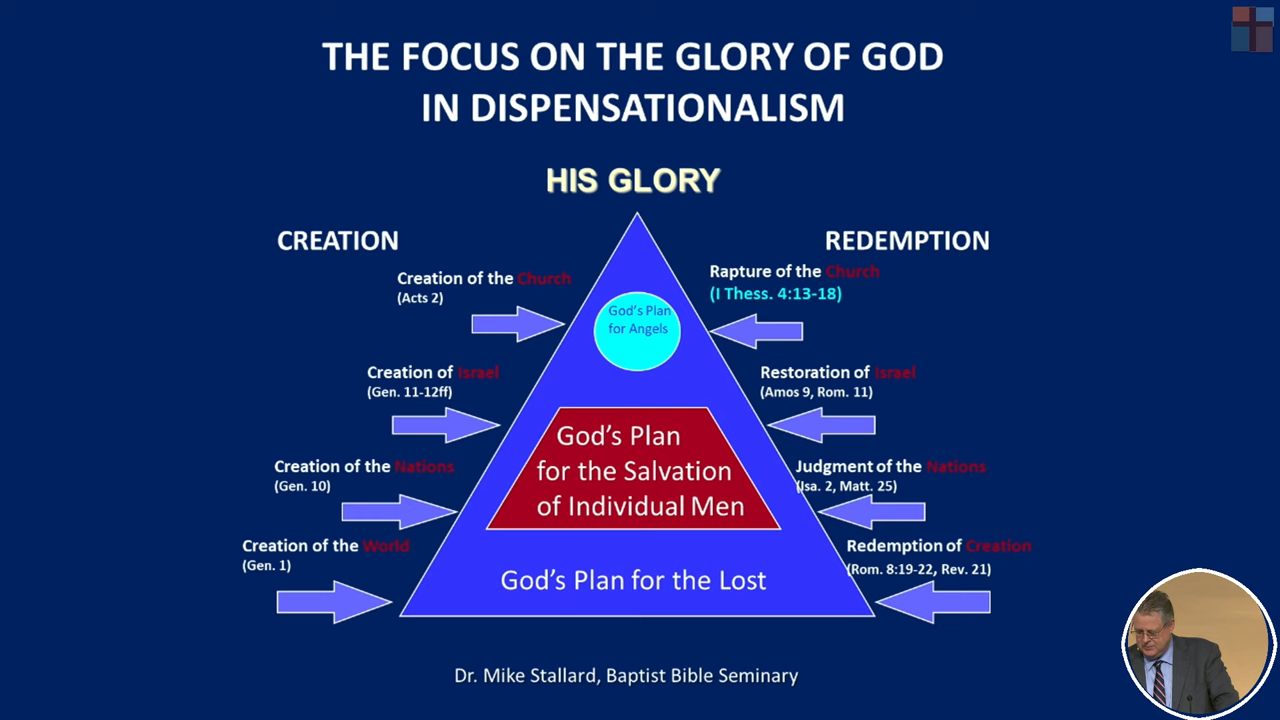 THE FOCUS ON THE GLORY OF GOD
IN DISPENSATIONALISM
HIS GLORY
CREATION
REDEMPTION
Creation of the Church
(Acts 2)
Rapture of the Church
(I Thess. 4:13-18)
God's Plan
for Angels
Creation of Israel
(Gen. 11-12ff)
Restoration of Israel
(Amos 9, Rom. 11)
God's Plan
for the Salvation
of Individual Men
Creation of the Nations
(Gen. 10)
Judgment of the Nations
(Isa. 2, Matt. 25)
Creation of the World
(Gen. 1)
Redemption of Creation
(Rom. 8:19-22, Rev. 21)
God's Plan for the Lost
Dr. Mike Stallard, Baptist Bible Seminary